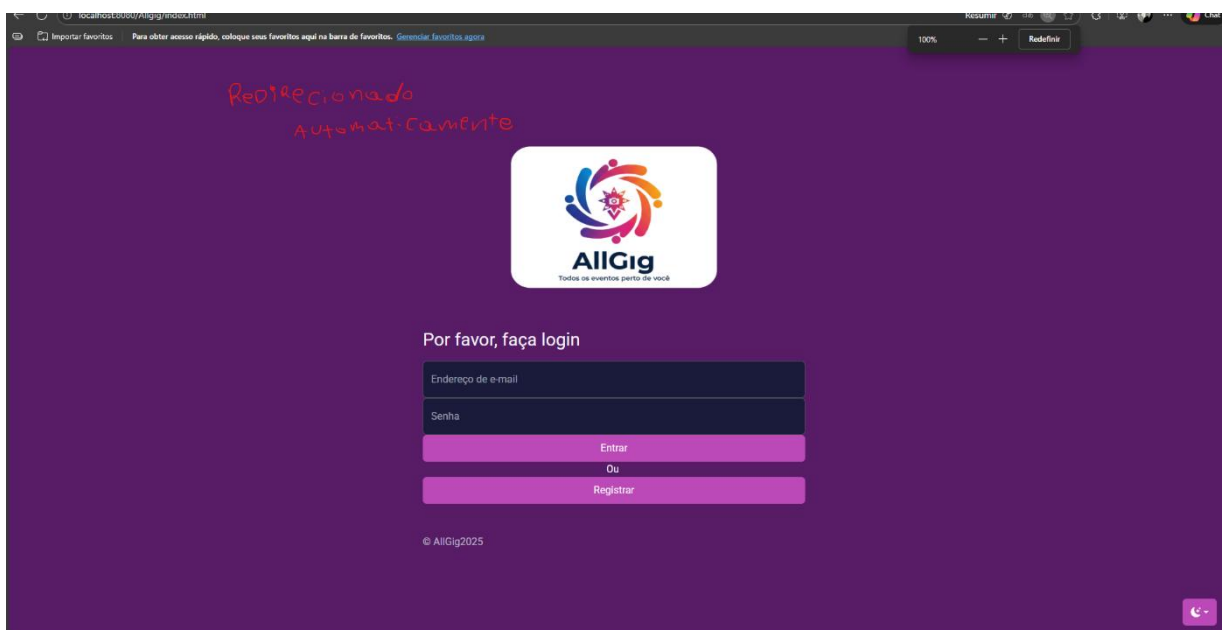 localhost:8080/Allgig/index.html
Resumir
Chat
Importar favoritos
Para obter acesso rápido, coloque seus favoritos aqui na barra de favoritos. Gerenciar favoritos agora
100%
Redefinir
ReDiRecionado
AUtomaticamente
AllGig
Todos os eventos perto de você
Por favor, faça login
Endereço de e-mail
Senha
Entrar
Ou
Registrar
© AllGig2025